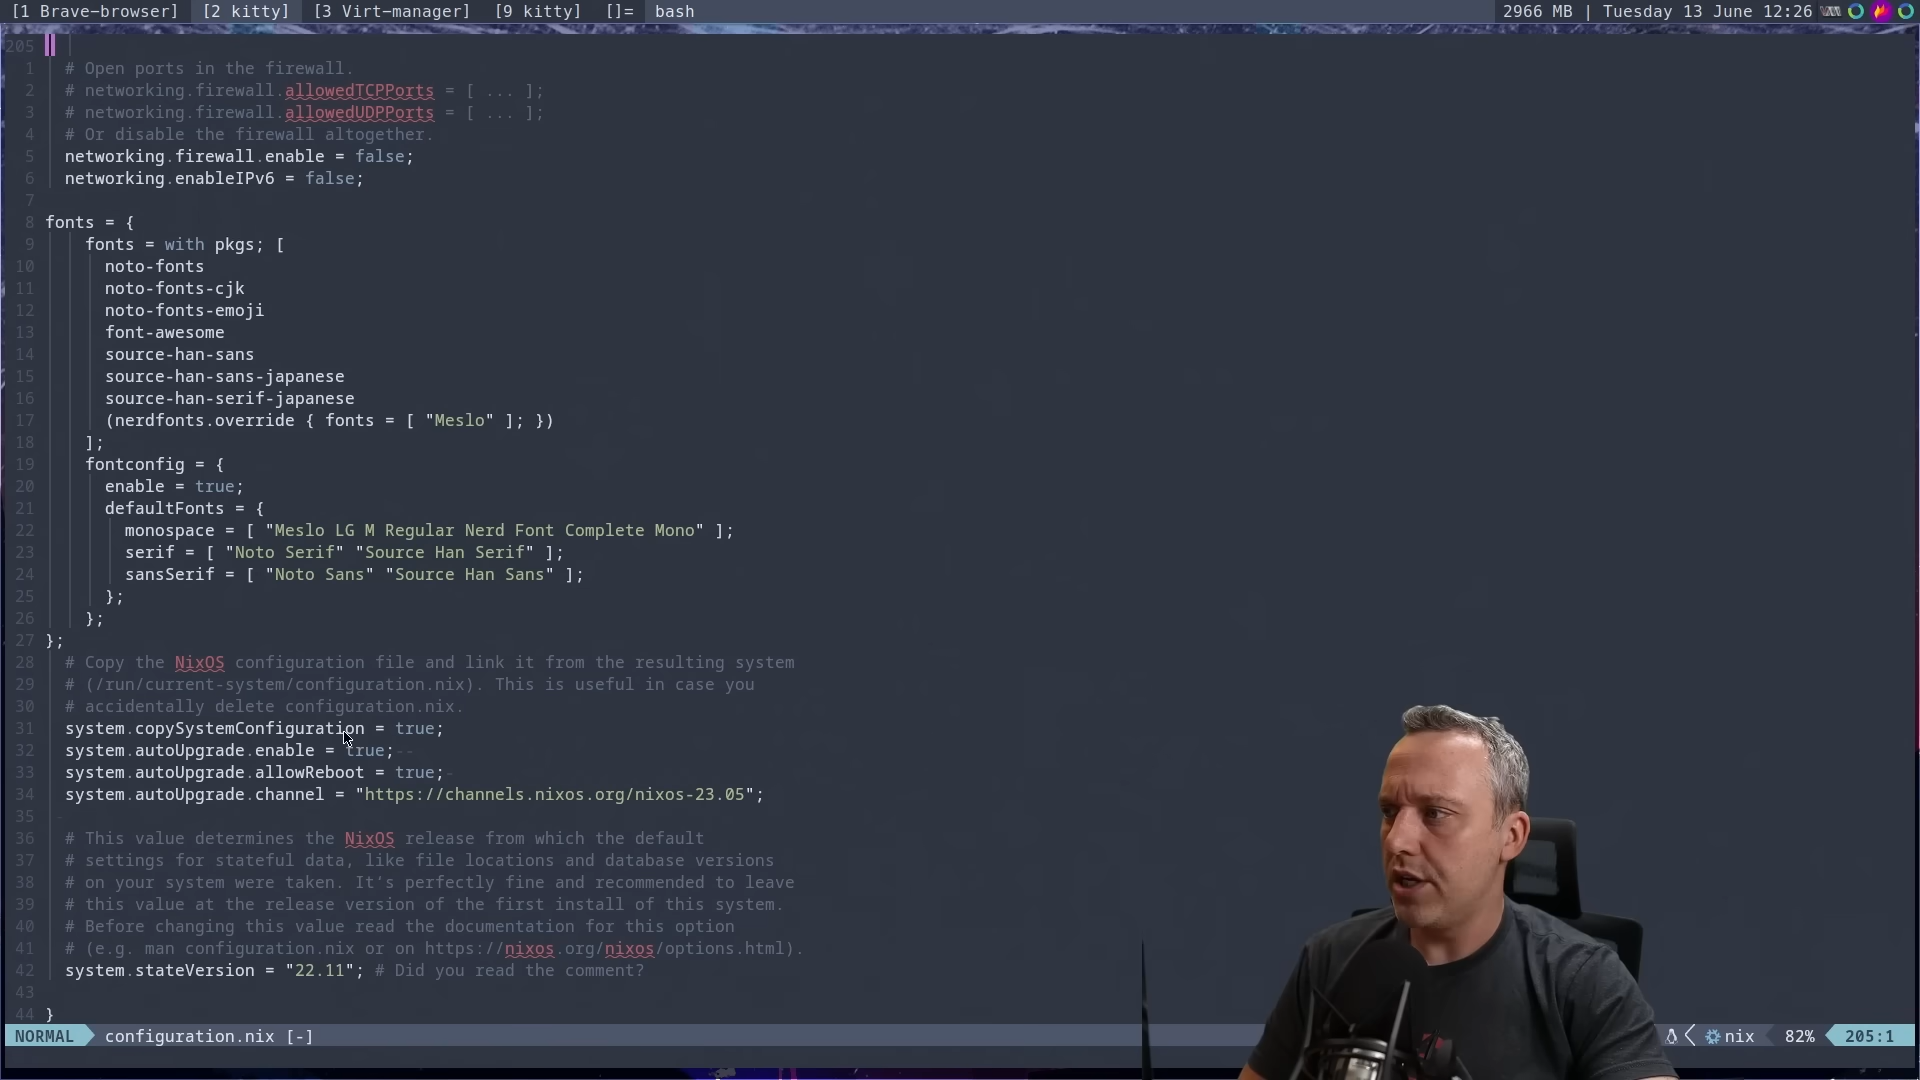 [1 Brave-browser] [2 kitty] [3 Virt-manager] [9 kitty] []= bash 2966 MB | Tuesday 13 June 12:26
205
1 # Open ports in the firewall.
2 # networking.firewall.allowedTCPPorts = [ ... ];
3 # networking.firewall.allowedUDPPorts = [ ... ];
4 # Or disable the firewall altogether.
5 networking.firewall.enable = false;
6 networking.enableIPv6 = false;
7
8 fonts = {
9 fonts = with pkgs; [
10 noto-fonts
11 noto-fonts-cjk
12 noto-fonts-emoji
13 font-awesome
14 source-han-sans
15 source-han-sans-japanese
16 source-han-serif-japanese
17 (nerdfonts.override { fonts = [ "Meslo" ]; })
18 ];
19 fontconfig = {
20 enable = true;
21 defaultFonts = {
22 monospace = [ "Meslo LG M Regular Nerd Font Complete Mono" ];
23 serif = [ "Noto Serif" "Source Han Serif" ];
24 sansSerif = [ "Noto Sans" "Source Han Sans" ];
25 };
26 };
27 };
28 # Copy the NixOS configuration file and link it from the resulting system
29 # (/run/current-system/configuration.nix). This is useful in case you
30 # accidentally delete configuration.nix.
31 system.copySystemConfiguration = true;
32 system.autoUpgrade.enable = true;--
33 system.autoUpgrade.allowReboot = true;-
34 system.autoUpgrade.channel = "https://channels.nixos.org/nixos-23.05";
35 -
36 # This value determines the NixOS release from which the default
37 # settings for stateful data, like file locations and database versions
38 # on your system were taken. It's perfectly fine and recommended to leave
39 # this value at the release version of the first install of this system.
40 # Before changing this value read the documentation for this option
41 # (e.g. man configuration.nix or on https://nixos.org/nixos/options.html).
42 system.stateVersion = "22.11"; # Did you read the comment?
43
44 }
NORMAL configuration.nix [-] nix 82% 205:1